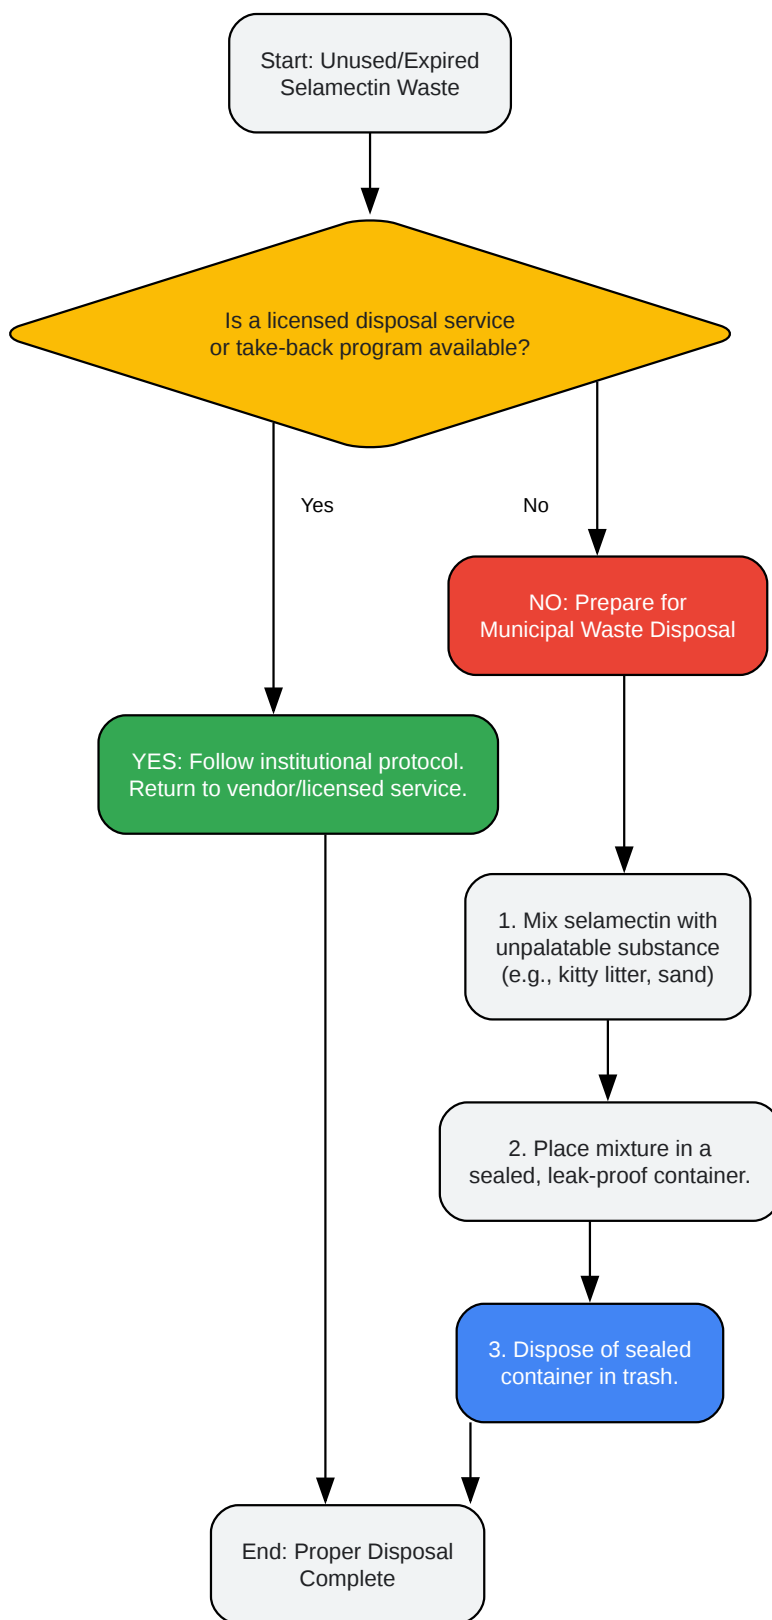 Start: Unused/Expired
Selamectin Waste
Is a licensed disposal service
or take-back program available?
Yes
No
NO: Prepare for
Municipal Waste Disposal
YES: Follow institutional protocol.
Return to vendor/licensed service.
1. Mix selamectin with
unpalatable substance
(e.g., kitty litter, sand)
2. Place mixture in a
sealed, leak-proof container.
3. Dispose of sealed
container in trash.
End: Proper Disposal
Complete